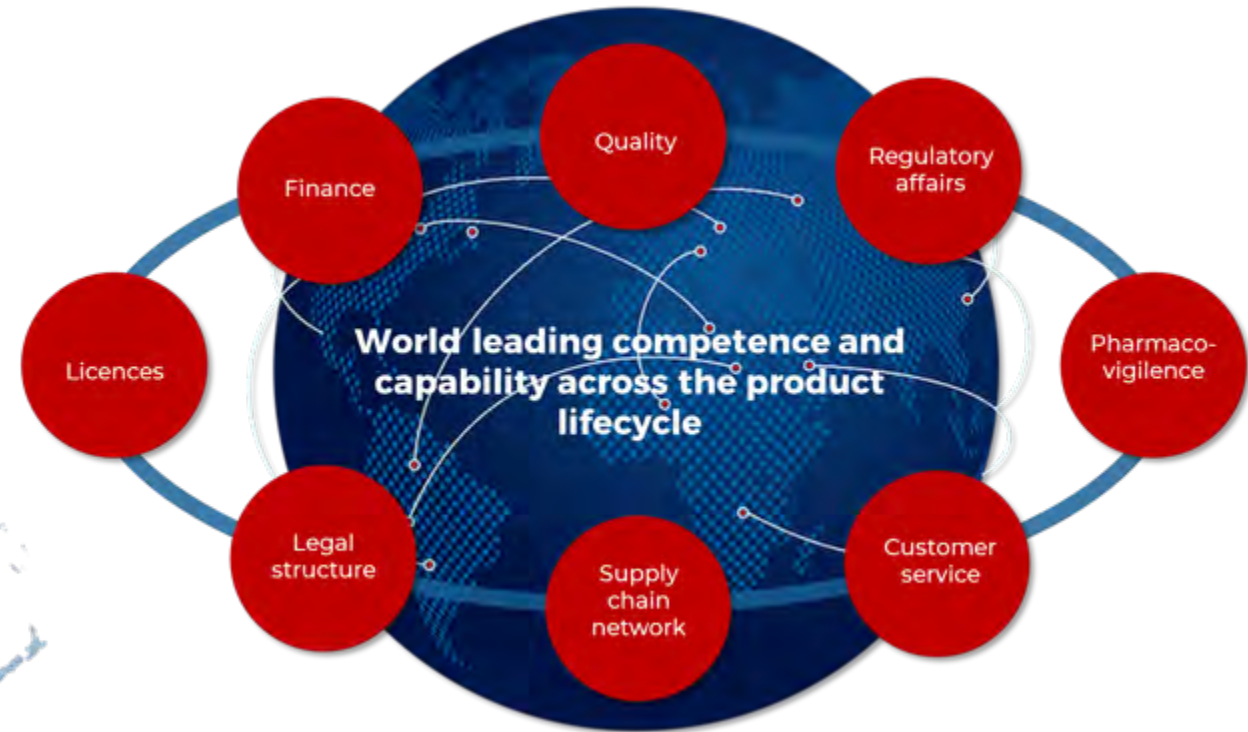 Quality
Regulatory
affairs
Finance
Pharmaco-
vigilence
Licences
World leading competence and
capability across the product
lifecycle
Legal
structure
Supply
chain
network
Customer
service